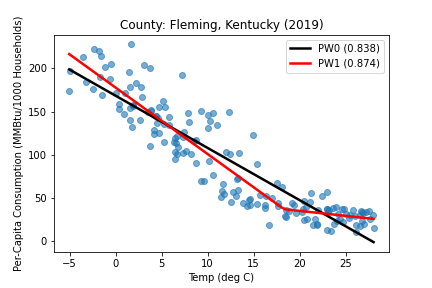 County: Fleming, Kentucky (2019)
PW0 (0.838)
PW1 (0.874)
Per-Capita Consumption (MMBtu/1000 Households)
200
150
100
50
0
−5 0 5 10 15 20 25
Temp (deg C)